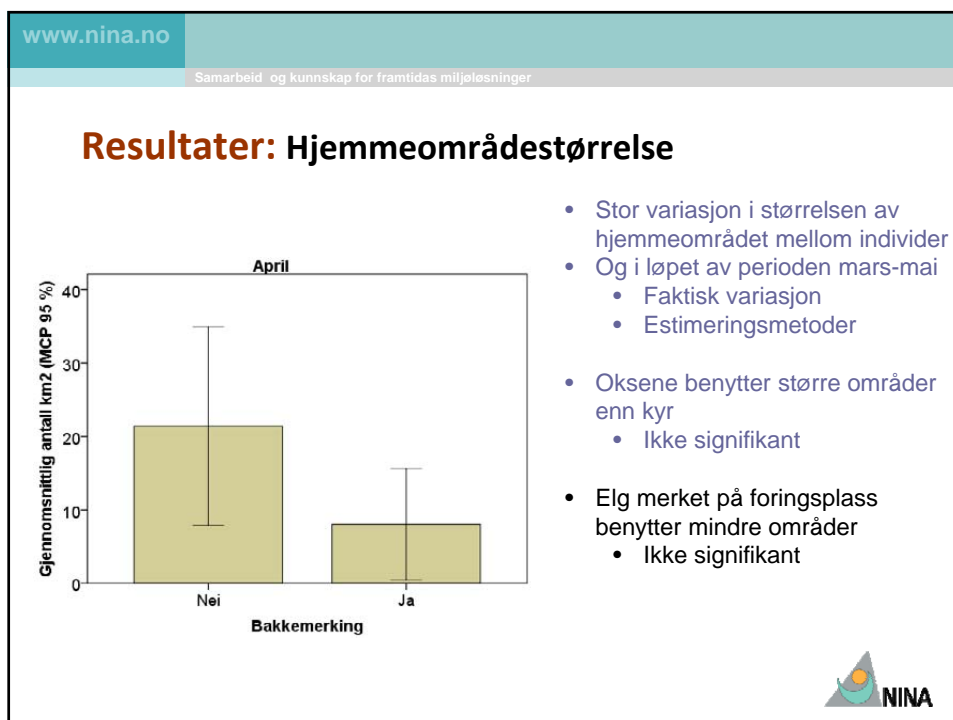 www.nina.no
Samarbeid og kunnskap for framtidas miljøløsninger
Resultater: Hjemmeområdestørrelse
April
Gjennomsnittlig antall km2 (MCP 95 %)
40
30
20
10
0
Nei
Ja
Bakkemerking
• Stor variasjon i størrelsen av
hjemmeområdet mellom individer
• Og i løpet av perioden mars-mai
• Faktisk variasjon
• Estimeringsmetoder
• Oksene benytter større områder
enn kyr
• Ikke signifikant
• Elg merket på foringsplass
benytter mindre områder
• Ikke signifikant
NINA